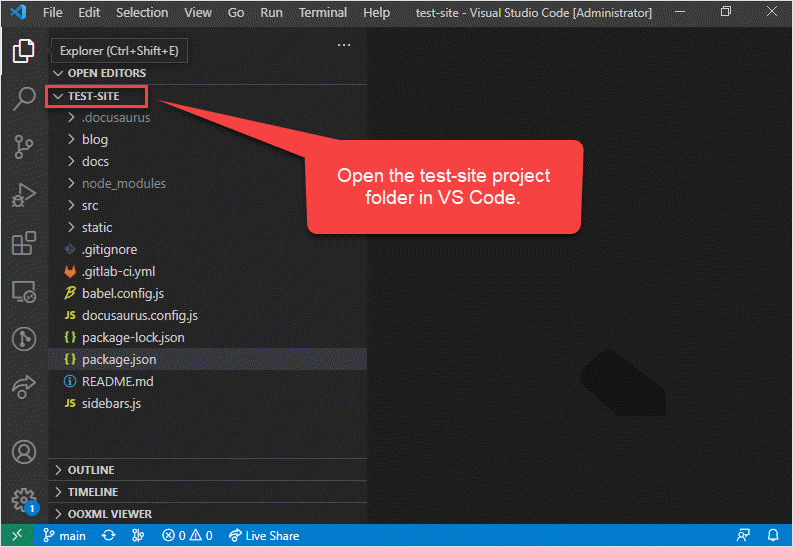 File Edit Selection View Go Run Terminal Help test-site - Visual Studio Code [Administrator]
Explorer (Ctrl+Shift+E)
OPEN EDITORS
TEST-SITE
.docusaurus
blog
docs
node_modules
src
static
.gitignore
.gitlab-ci.yml
babel.config.js
JS docusaurus.config.js
{} package-lock.json
{} package.json
README.md
JS sidebars.js
Open the test-site project
folder in VS Code.
OUTLINE
TIMELINE
OOXML VIEWER
1
main 0 0 Live Share